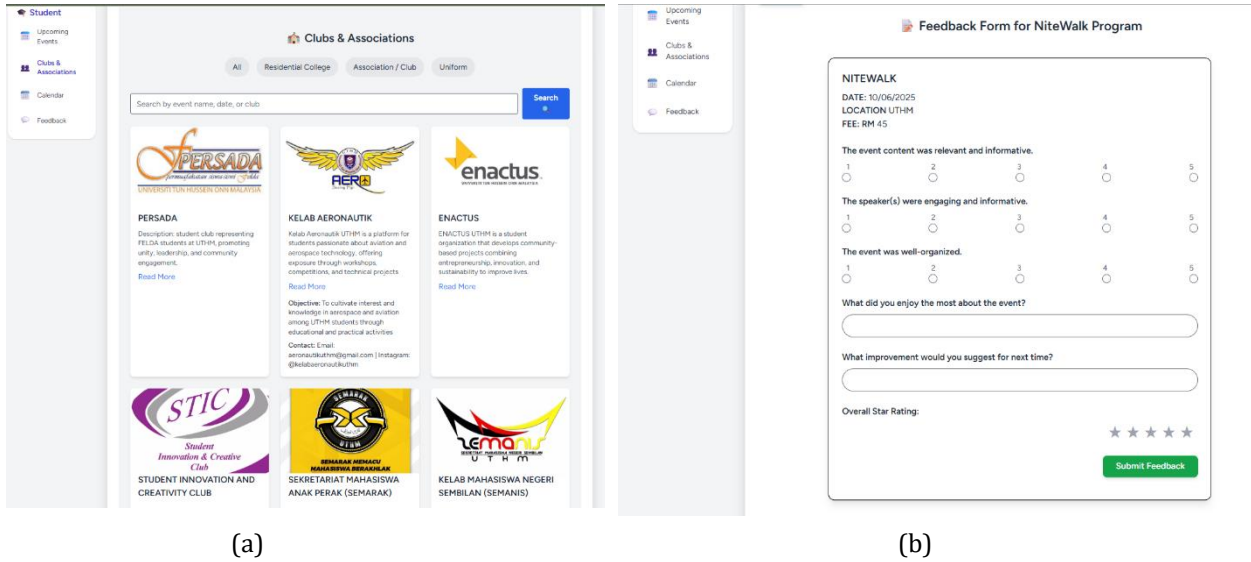 Student
Upcoming
Events
Clubs &
Associations
Calendar
Feedback
Clubs & Associations
All
Residential College
Association / Club
Uniform
Search by event name, date, or club
Search
PERSADA
UNIVERSITI TUN HUSSEIN ONN MALAYSIA
AERO
enactus.
PERSADA
Description: student club representing
FELDA students at UTHM, promoting
unity, leadership, and community
engagement.
Read More
KELAB AERONAUTIK
Kelab Aeronautik UTHM is a platform for
students passionate about aviation and
aerospace technology, offering
exposure through workshops,
competitions, and technical projects.
Read More
Objective: To cultivate interest and
knowledge in aerospace and aviation
among UTHM students through
educational and practical activities
Contact: Email:
aeronautikuthm@gmail.com | Instagram:
@kelabaeronautikuthm
ENACTUS
ENACTUS UTHM is a student
organization that develops community-
based projects combining
entrepreneurship, innovation, and
sustainability to improve lives.
Read More
STIC
Student
Innovation & Creative
Club
STUDENT INNOVATION AND
CREATIVITY CLUB
SEMARAK
UTHM
SEMARAK MEMACU
MAHASISWA BERAKHLAK
SEKRETARIAT MAHASISWA
ANAK PERAK (SEMARAK)
UTHM
KELAB MAHASISWA NEGERI
SEMBILAN (SEMANIS)
(a)
Upcoming
Events
Clubs &
Associations
Calendar
Feedback
Feedback Form for NiteWalk Program
NITEWALK
DATE: 10/06/2025
LOCATION UTHM
FEE: RM 45
The event content was relevant and informative.
1 2 3 4 5
The speaker(s) were engaging and informative.
1 2 3 4 5
The event was well-organized.
1 2 3 4 5
What did you enjoy the most about the event?
What improvement would you suggest for next time?
Overall Star Rating:
Submit Feedback
(b)